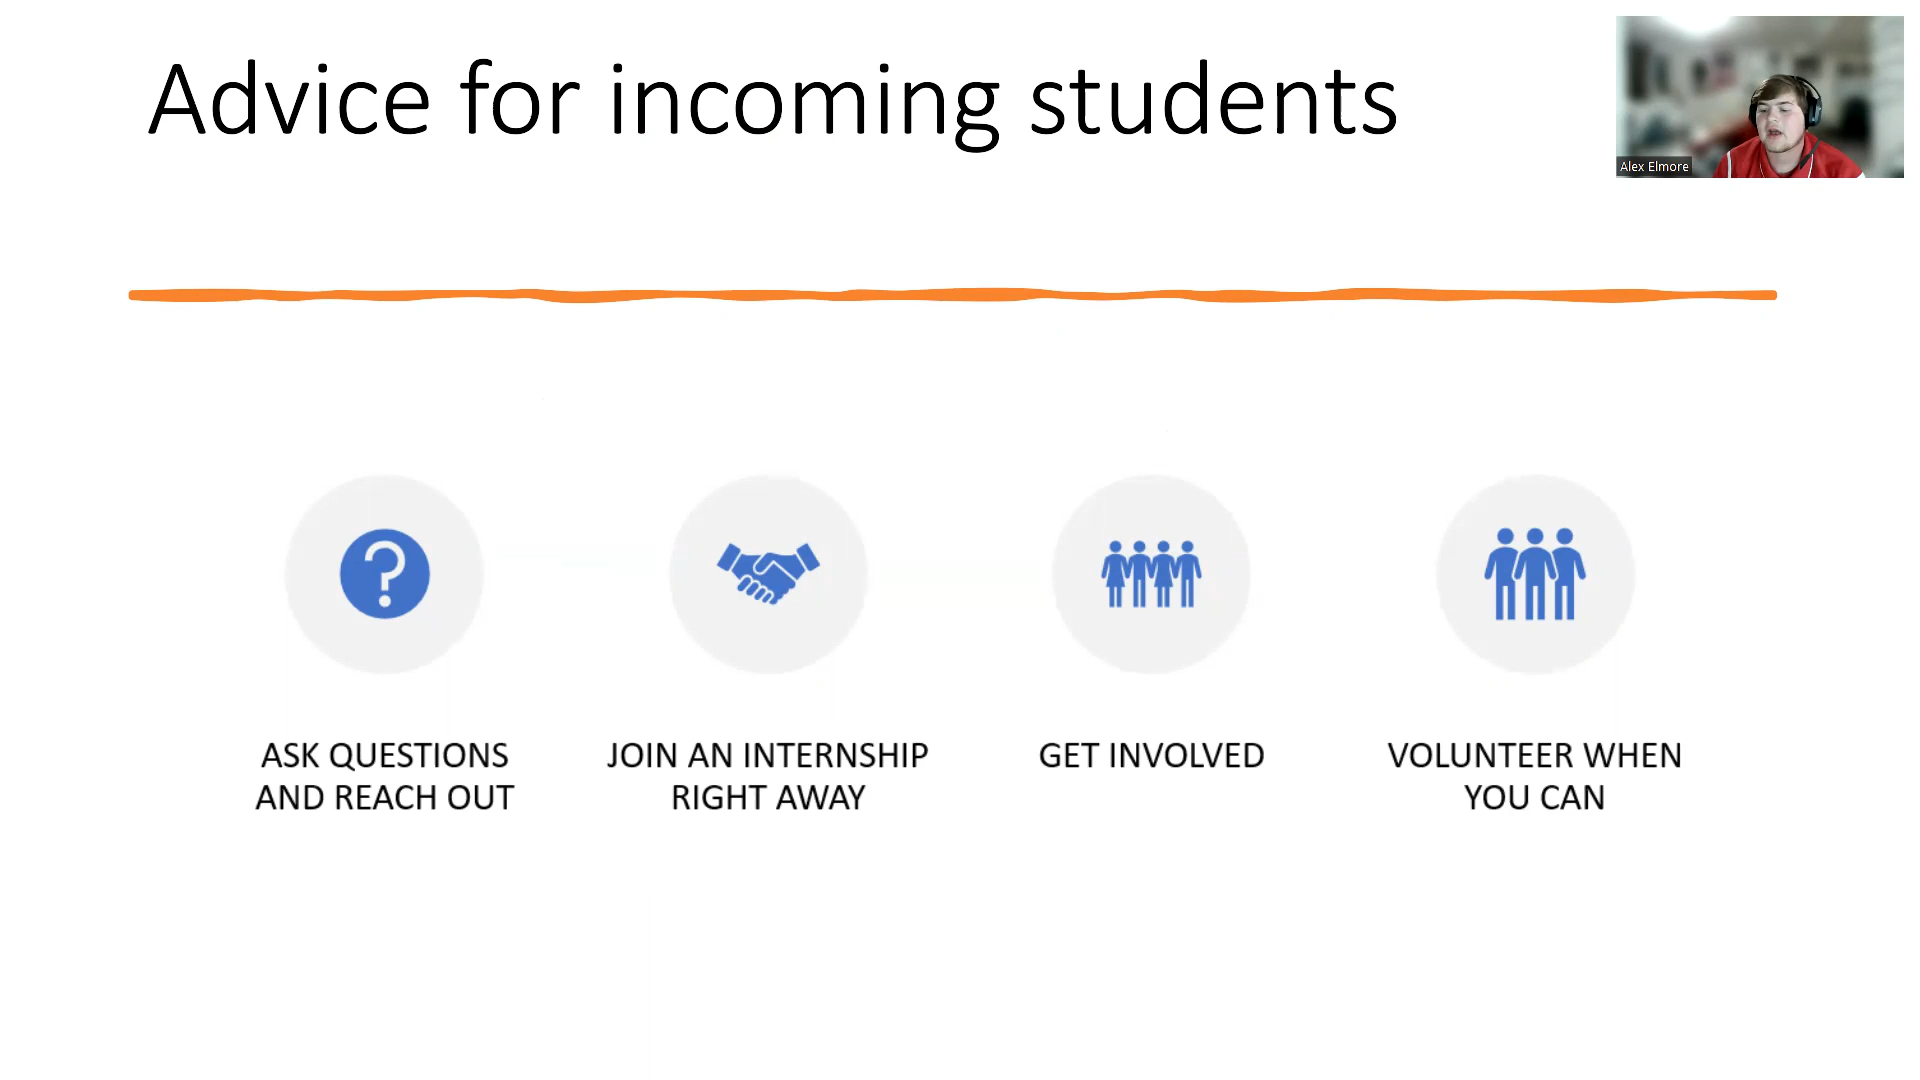 Advice for incoming students
Alex Elmore
ASK QUESTIONS
AND REACH OUT
JOIN AN INTERNSHIP
RIGHT AWAY
GET INVOLVED
VOLUNTEER WHEN
YOU CAN